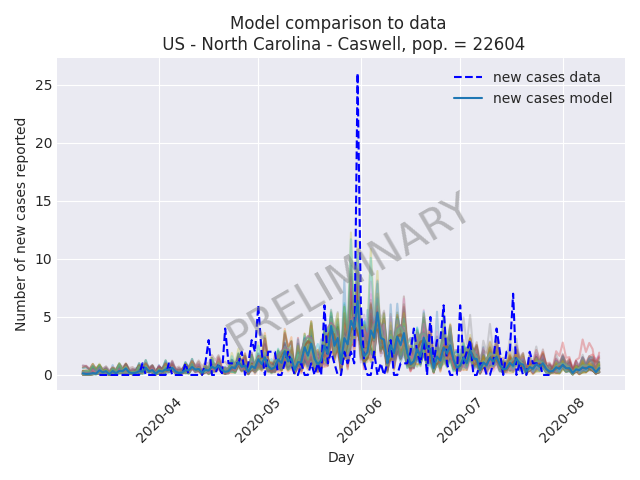 Model comparison to data
US - North Carolina - Caswell, pop. = 22604
new cases data
new cases model
Number of new cases reported
25
20
15
10
5
0
PRELIMINARY
2020-04
2020-05
2020-06
2020-07
2020-08
Day